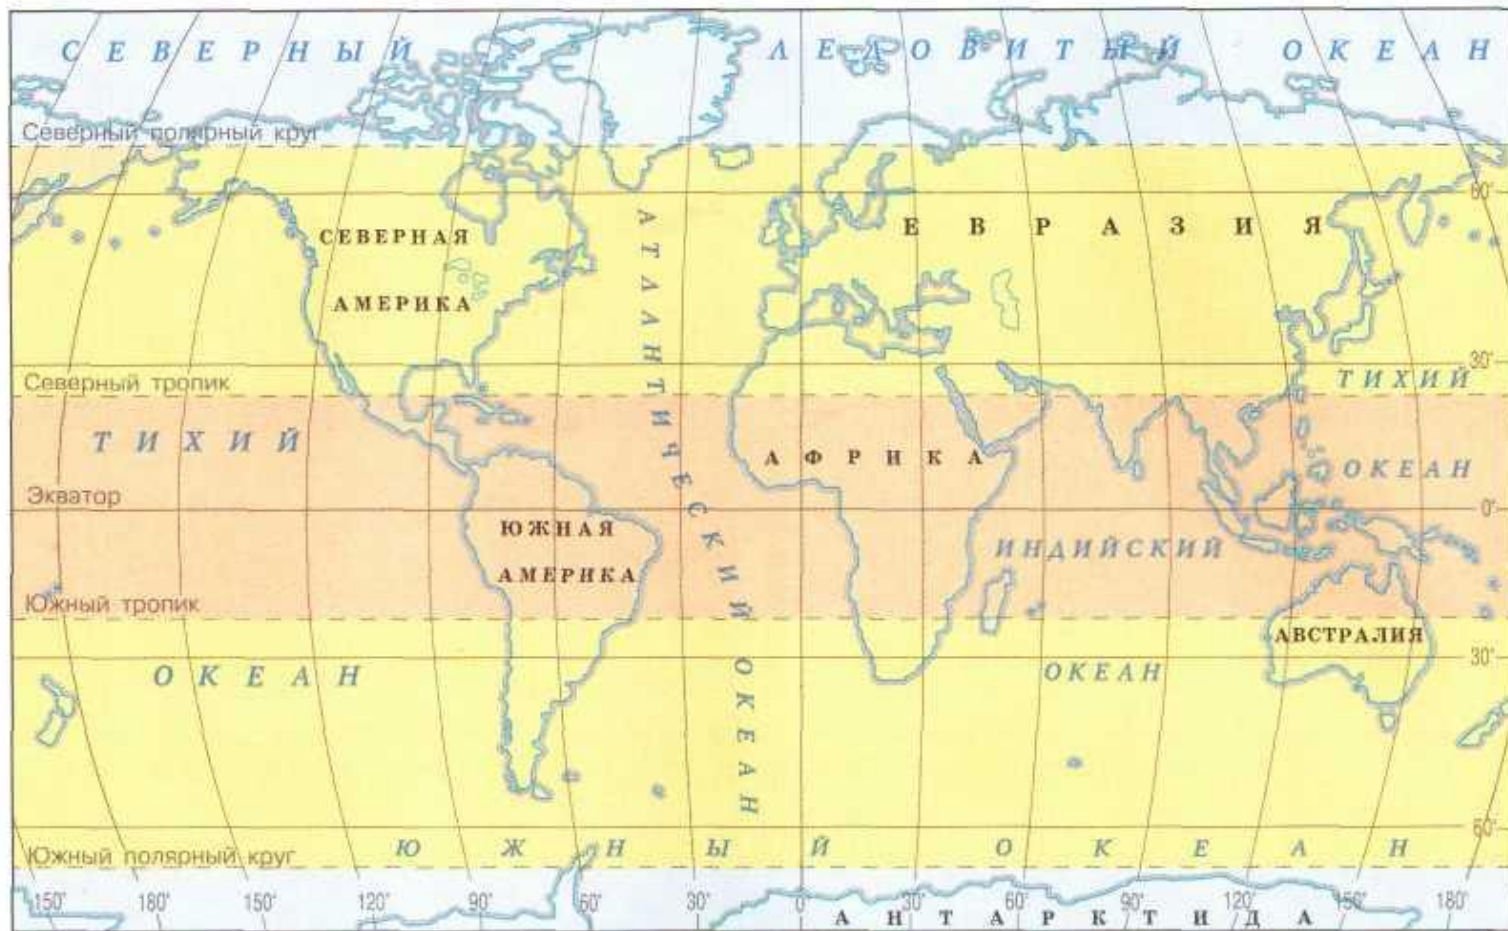 СЕВЕРНЫЙ ЛЕДОВИТЫЙ ОКЕАН
Северный полярный круг
60°
ЕВРАЗИЯ
СЕВЕРНАЯ
АМЕРИКА
АТЛАНТИЧЕСКИЙ ОКЕАН
30°
Северный тропик
ТИХИЙ
ТИХИЙ
АФРИКА
ОКЕАН
Экватор
0°
ЮЖНАЯ
АМЕРИКА
ИНДИЙСКИЙ
Южный тропик
АВСТРАЛИЯ
30°
ОКЕАН
ОКЕАН
60°
Южный полярный круг
ЮЖНЫЙ ОКЕАН
150° 180° 150° 120° 90° 60° 30° 0° 30° 60° 90° 120° 150° 180°
АНТАРКТИДА